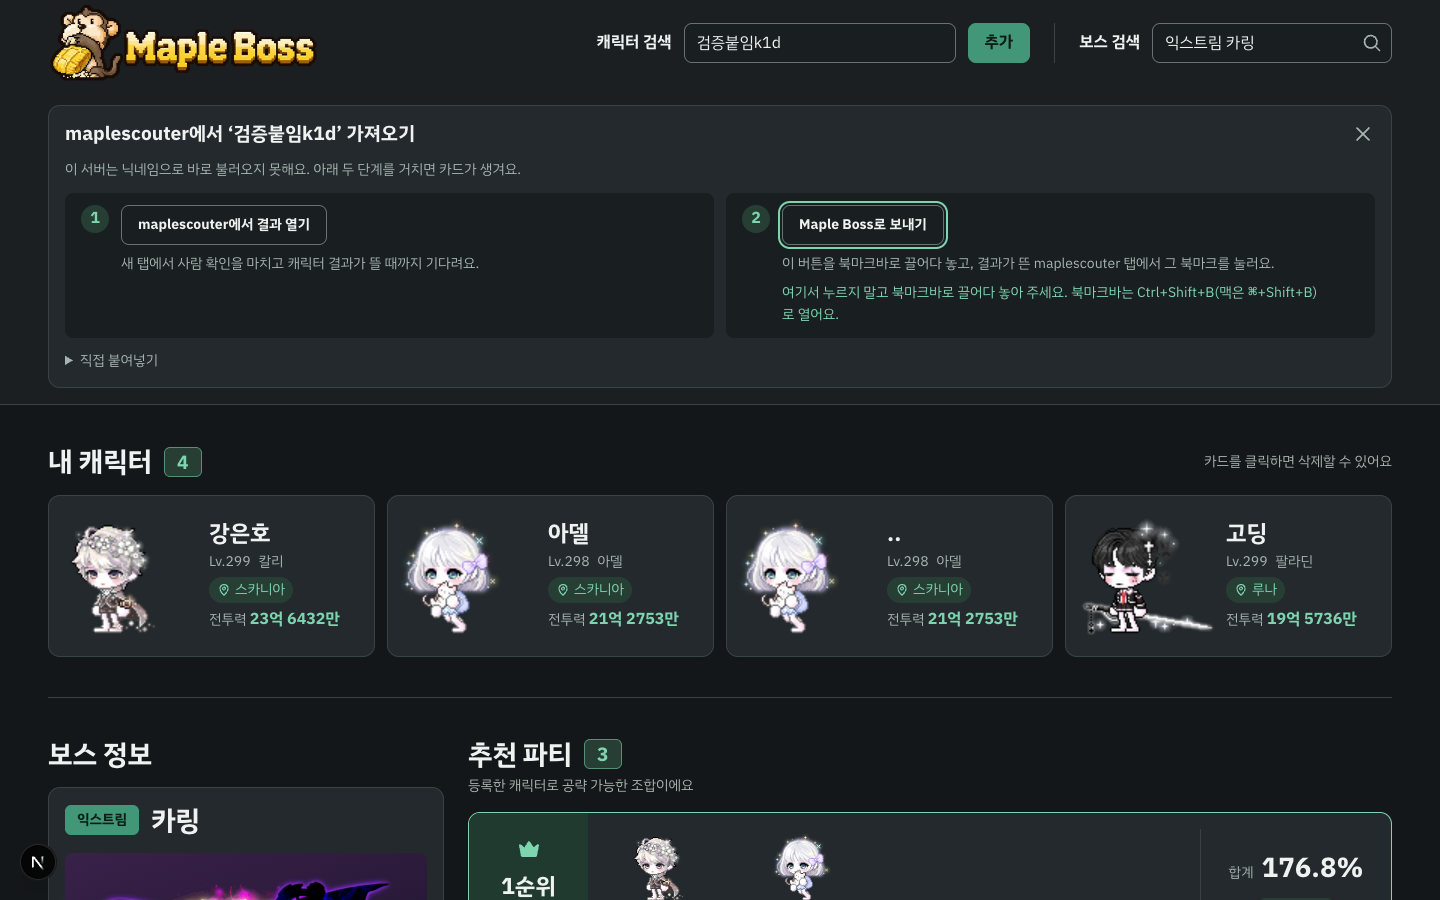 Maple Boss
캐릭터 검색
검증붙임k1d
추가
보스 검색
익스트림 카링
maplescouter에서 ‘검증붙임k1d’ 가져오기
이 서버는 닉네임으로 바로 불러오지 못해요. 아래 두 단계를 거치면 카드가 생겨요.
1
maplescouter에서 결과 열기
새 탭에서 사람 확인을 마치고 캐릭터 결과가 뜰 때까지 기다려요.
2
Maple Boss로 보내기
이 버튼을 북마크바로 끌어다 놓고, 결과가 뜬 maplescouter 탭에서 그 북마크를 눌러요.
여기서 누르지 말고 북마크바로 끌어다 놓아 주세요. 북마크바는 Ctrl+Shift+B(맥은 ⌘+Shift+B)
로 열어요.
▶ 직접 붙여넣기
내 캐릭터 4
카드를 클릭하면 삭제할 수 있어요
강은호
Lv.299 칼리
스카니아
전투력 23억 6432만
아델
Lv.298 아델
스카니아
전투력 21억 2753만
..
Lv.298 아델
스카니아
전투력 21억 2753만
고딩
Lv.299 팔라딘
루나
전투력 19억 5736만
보스 정보
익스트림 카링
추천 파티 3
등록한 캐릭터로 공략 가능한 조합이에요
1순위
합계 176.8%
N